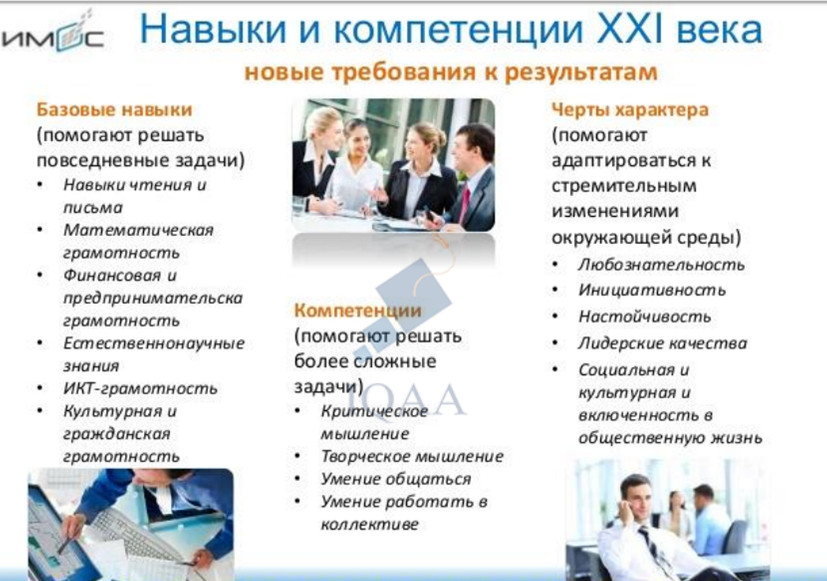 ИМОС
Навыки и компетенции XXI века
новые требования к результатам
Базовые навыки
(помогают решать
повседневные задачи)
• Навыки чтения и
письма
• Математическая
грамотность
• Финансовая и
предпринимательска
грамотность
• Естественнонаучные
знания
• ИКТ-грамотность
• Культурная и
гражданская
грамотность
Компетенции
(помогают решать
более сложные
задачи)
• Критическое
мышление
• Творческое мышление
• Умение общаться
• Умение работать в
коллективе
IQAA
Черты характера
(помогают
адаптироваться к
стремительным
изменениями
окружающей среды)
• Любознательность
• Инициативность
• Настойчивость
• Лидерские качества
• Социальная и
культурная и
включенность в
общественную жизнь